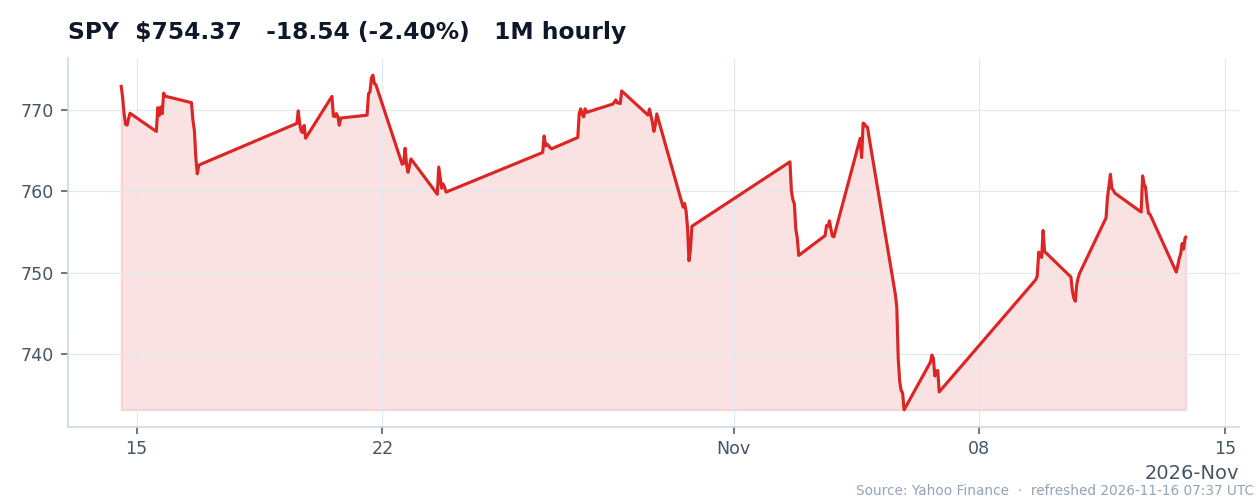 SPY $754.37 -18.54 (-2.40%) 1M hourly
770
760
750
740
15 22 Nov 08 15
2026-Nov
Source: Yahoo Finance · refreshed 2026-11-16 07:37 UTC